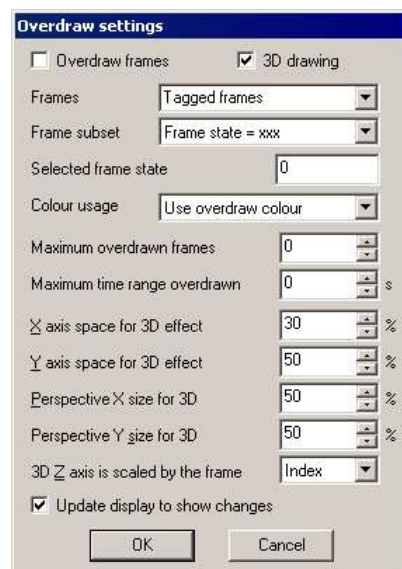 Overdraw settings
Overdraw frames 3D drawing
Frames Tagged frames
Frame subset Frame state = xxx
Selected frame state 0
Colour usage Use overdraw colour
Maximum overdrawn frames 0
Maximum time range overdrawn 0 s
X axis space for 3D effect 30 %
Y axis space for 3D effect 50 %
Perspective X size for 3D 50 %
Perspective Y size for 3D 50 %
3D Z axis is scaled by the frame Index
Update display to show changes
OK Cancel